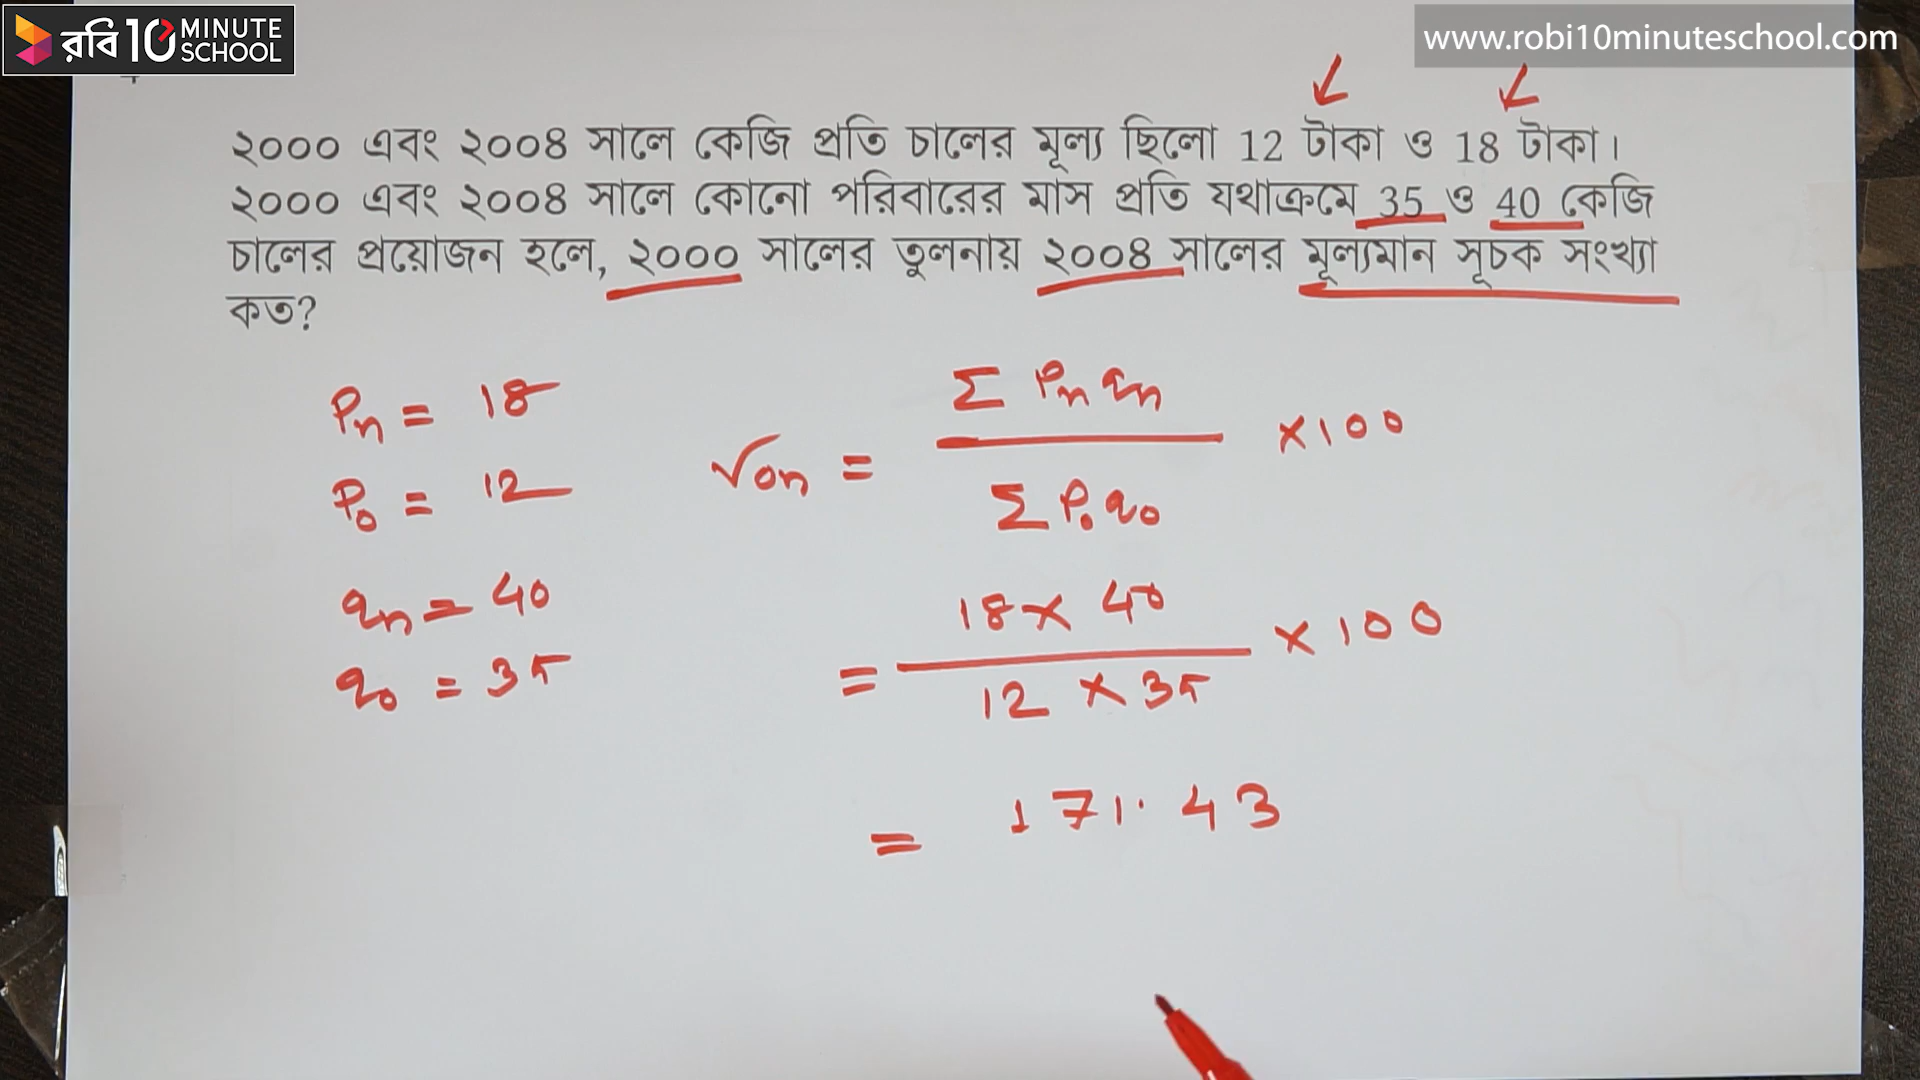 রবি 10 MINUTE SCHOOL
www.robi10minuteschool.com
২০০০ এবং ২০০৪ সালে কেজি প্রতি চালের মূল্য ছিলো 12 টাকা ও 18 টাকা।
২০০০ এবং ২০০৪ সালে কোনো পরিবারের মাস প্রতি যথাক্রমে 35 ও 40 কেজি
চালের প্রয়োজন হলে, ২০০০ সালের তুলনায় ২০০৪ সালের মূল্যমান সূচক সংখ্যা
কত?
Pn = 18
P0 = 12
qn = 40
q0 = 35
Von = Σ Pn qn / Σ P0 q0 × 100
= 18 × 40 / 12 × 35 × 100
= 171.43